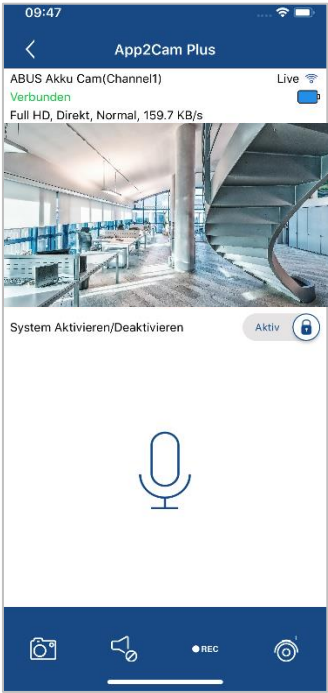 09:47
App2Cam Plus
ABUS Akku Cam(Channel1) Live
Verbunden
Full HD, Direkt, Normal, 159.7 KB/s
System Aktivieren/Deaktivieren Aktiv
REC